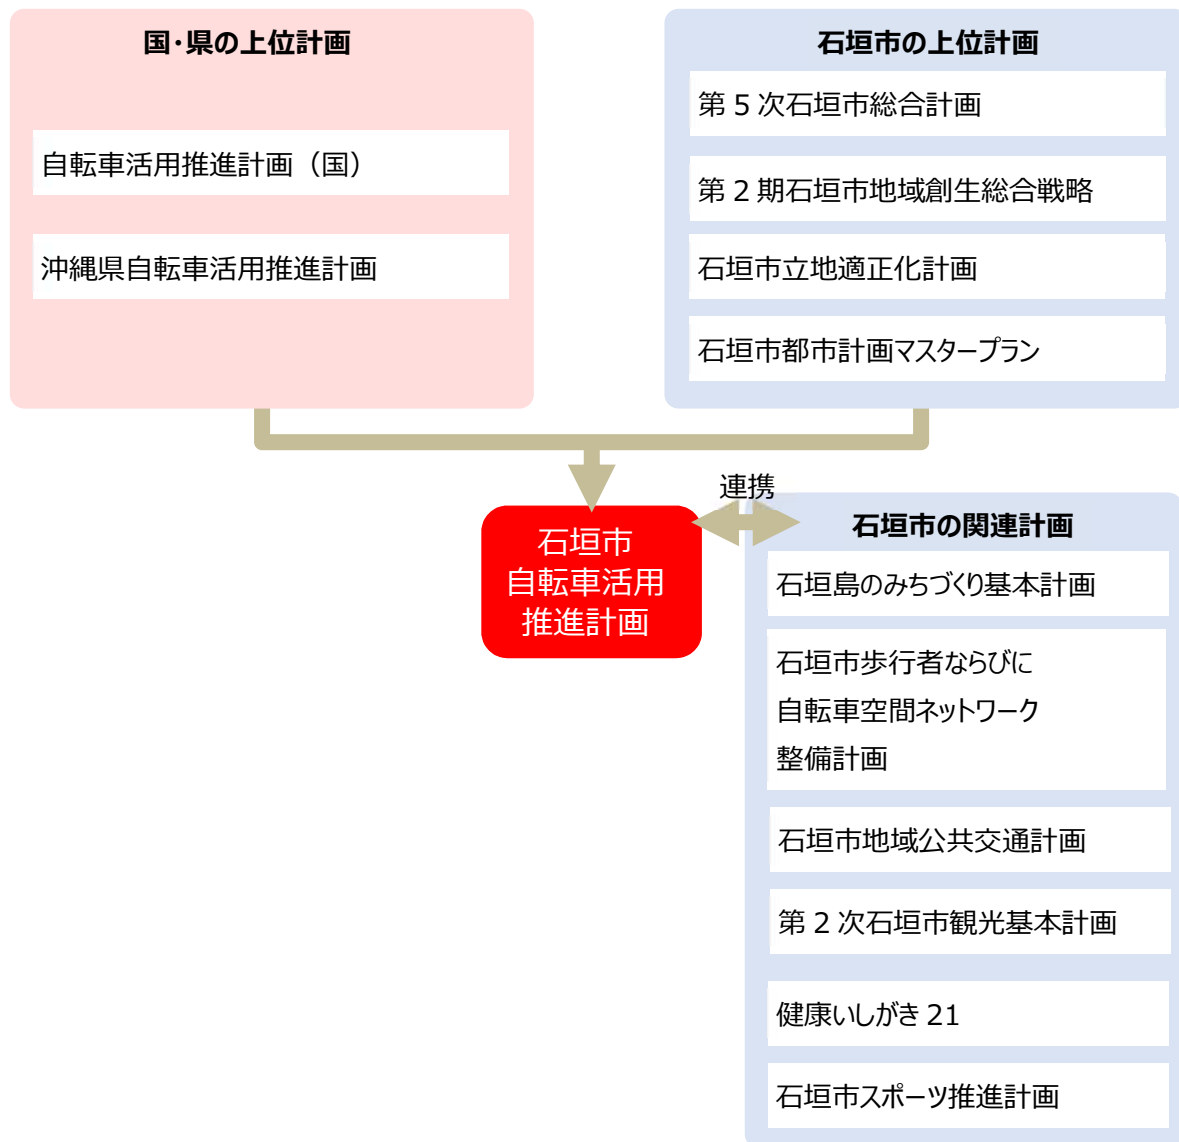 国・県の上位計画
自転車活用推進計画（国）
沖縄県自転車活用推進計画
石垣市の上位計画
第5次石垣市総合計画
第2期石垣市地域創生総合戦略
石垣市立地適正化計画
石垣市都市計画マスタープラン
連携
石垣市
自転車活用
推進計画
石垣市の関連計画
石垣島のみちづくり基本計画
石垣市歩行者ならびに
自転車空間ネットワーク
整備計画
石垣市地域公共交通計画
第2次石垣市観光基本計画
健康いしがき21
石垣市スポーツ推進計画